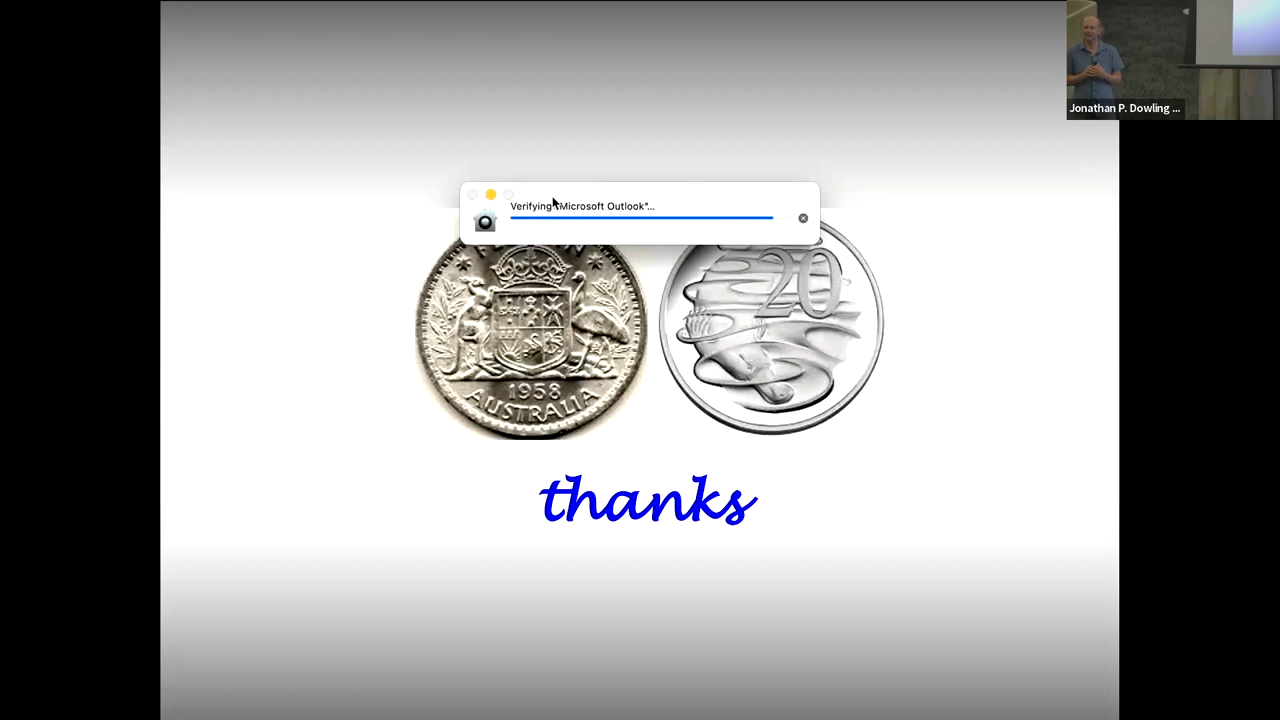 Jonathan P. Dowling ...
Verifying "Microsoft Outlook"...
20
1958
AUSTRALIA
thanks